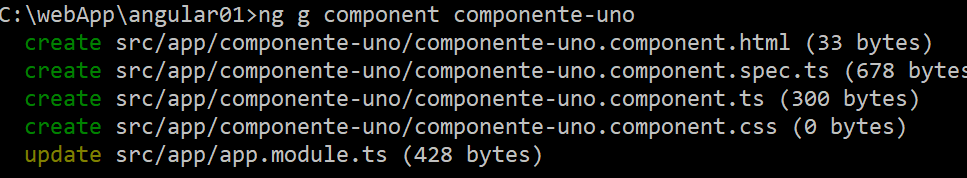 C:\webApp\angular01>ng g component componente-uno
create src/app/componente-uno/componente-uno.component.html (33 bytes)
create src/app/componente-uno/componente-uno.component.spec.ts (678 bytes
create src/app/componente-uno/componente-uno.component.ts (300 bytes)
create src/app/componente-uno/componente-uno.component.css (0 bytes)
update src/app/app.module.ts (428 bytes)